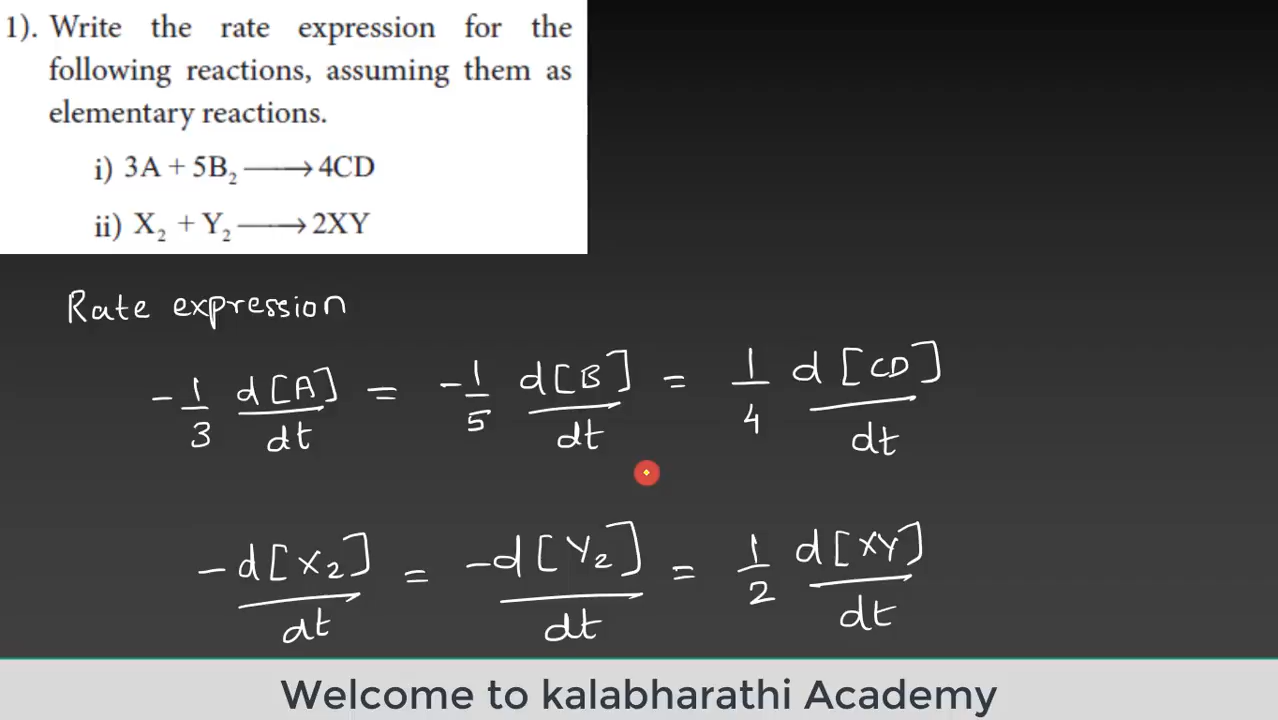 1). Write the rate expression for the
following reactions, assuming them as
elementary reactions.
i) 3A + 5B₂ ⟶ 4CD
ii) X₂ + Y₂ ⟶ 2XY
Rate expression
-1/3 d[A]/dt = -1/5 d[B]/dt = 1/4 d[CD]/dt
-d[X₂]/dt = -d[Y₂]/dt = 1/2 d[XY]/dt
Welcome to kalabharathi Academy